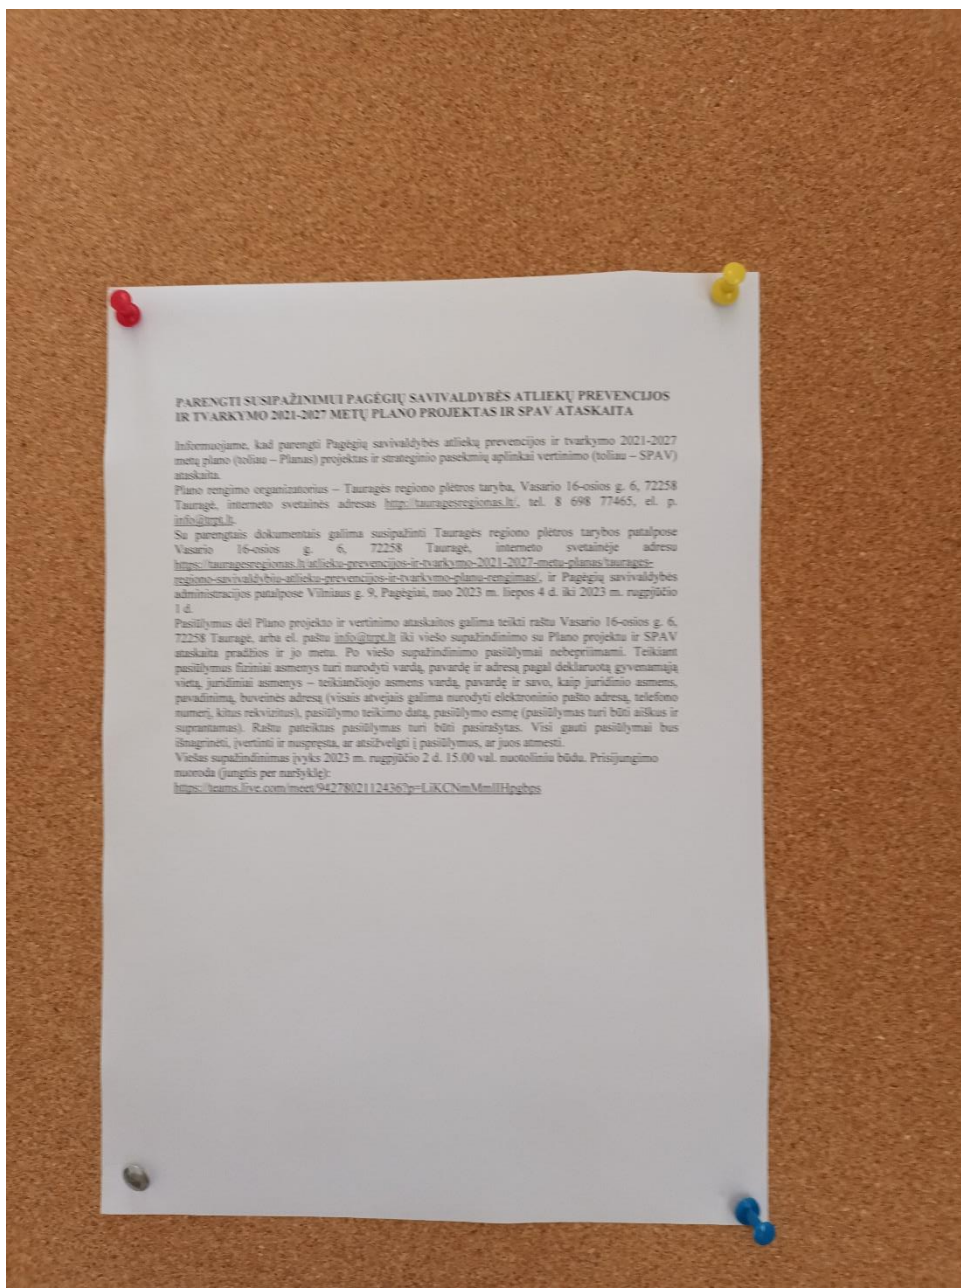 PARENGTI SUSIPAŽINIMUI PAGĖGIŲ SAVIVALDYBĖS ATLIEKŲ PREVENCIJOS
IR TVARKYMO 2021-2027 METŲ PLANO PROJEKTAS IR SPAV ATASKAITA
Informuojame, kad parengti Pagėgių savivaldybės atliekų prevencijos ir tvarkymo 2021-2027
metų plano (toliau – Planas) projektas ir strateginio pasekmių aplinkai vertinimo (toliau – SPAV)
ataskaita.
Plano rengimo organizatorius – Tauragės regiono plėtros taryba, Vasario 16-osios g. 6, 72258
Tauragė, interneto svetainės adresas http://tauragesregionas.lt/, tel. 8 698 77465, el. p.
info@trpt.lt.
Su parengtais dokumentais galima susipažinti Tauragės regiono plėtros tarybos patalpose
Vasario 16-osios g. 6, 72258 Tauragė, interneto svetainėje adresu
https://tauragesregionas.lt/atlieku-prevencijos-ir-tvarkymo-2021-2027-metu-planas/taurages-
regiono-savivaldybiu-atlieku-prevencijos-ir-tvarkymo-planu-rengimas/, ir Pagėgių savivaldybės
administracijos patalpose Vilniaus g. 9, Pagėgiai, nuo 2023 m. liepos 4 d. iki 2023 m. rugpjūčio
1 d.
Pasiūlymus dėl Plano projekto ir vertinimo ataskaitos galima teikti raštu Vasario 16-osios g. 6,
72258 Tauragė, arba el. paštu info@trpt.lt iki viešo supažindinimo su Plano projektu ir SPAV
ataskaita pradžios ir jo metu. Po viešo supažindinimo pasiūlymai nebepriimami. Teikiant
pasiūlymus fiziniai asmenys turi nurodyti vardą, pavardę ir adresą pagal deklaruotą gyvenamąją
vietą, juridiniai asmenys – teikiančiojo asmens vardą, pavardę ir savo, kaip juridinio asmens,
pavadinimą, buveinės adresą (visais atvejais galima nurodyti elektroninio pašto adresą, telefono
numerį, kitus rekvizitus), pasiūlymo teikimo datą, pasiūlymo esmę (pasiūlymas turi būti aiškus ir
suprantamas). Raštu pateiktas pasiūlymas turi būti pasirašytas. Visi gauti pasiūlymai bus
išnagrinėti, įvertinti ir nuspręsta, ar atsižvelgti į pasiūlymus, ar juos atmesti.
Viešas supažindinimas įvyks 2023 m. rugpjūčio 2 d. 15.00 val. nuotoliniu būdu. Prisijungimo
nuoroda (jungtis per naršyklę):